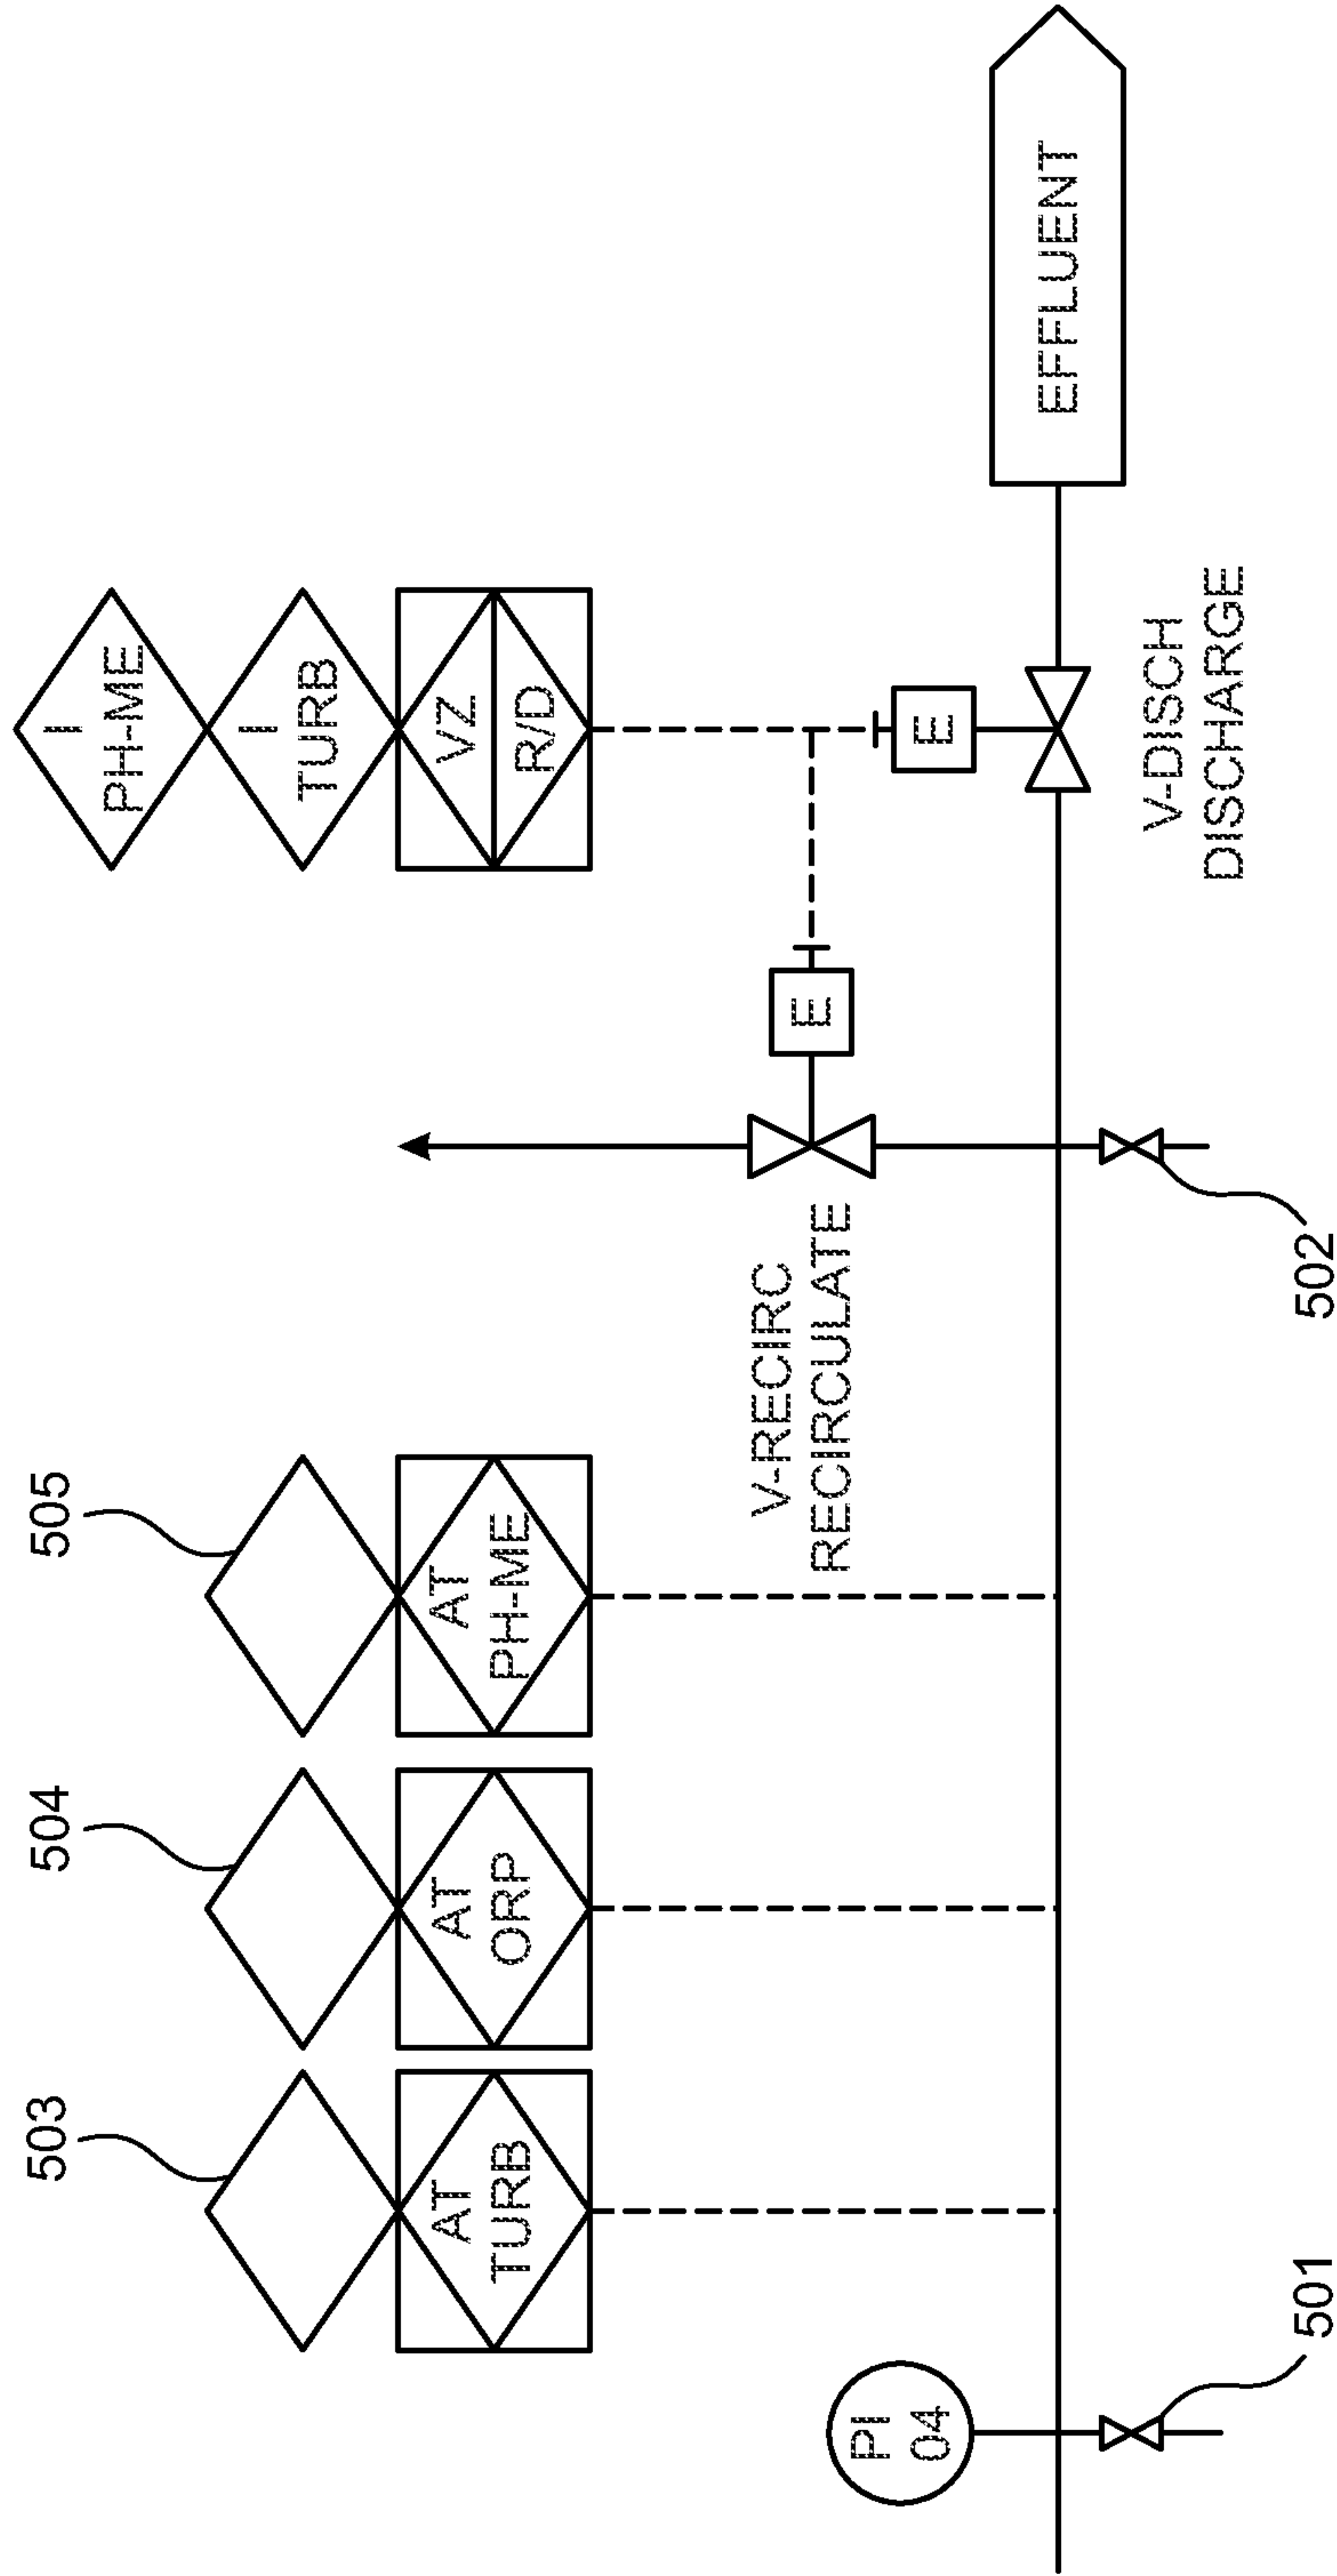 503
504
505
I
PH-ME
I
TURB
AT
TURB
AT
ORP
AT
PH-ME
VZ
R/D
V-RECIRC
RECIRCULATE
E
E
PI
04
EFFLUENT
V-DISCH
DISCHARGE
501
502